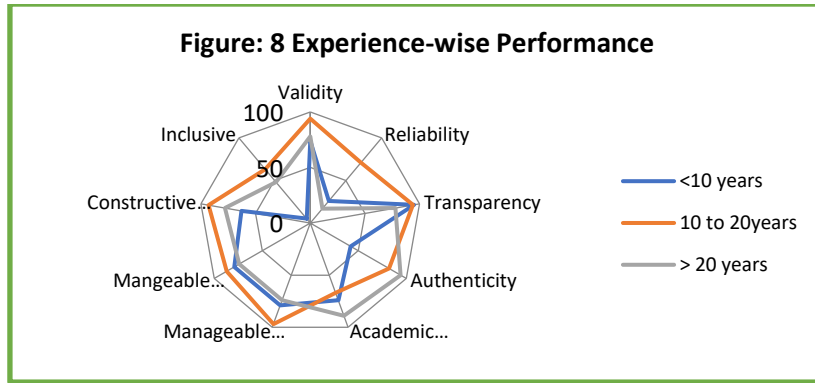 Figure: 8 Experience-wise Performance
Validity
100
Inclusive
Reliability
50
Constructive...
Transparency
0
Mangeable...
Authenticity
Manageable...
Academic...
<10 years
10 to 20years
> 20 years